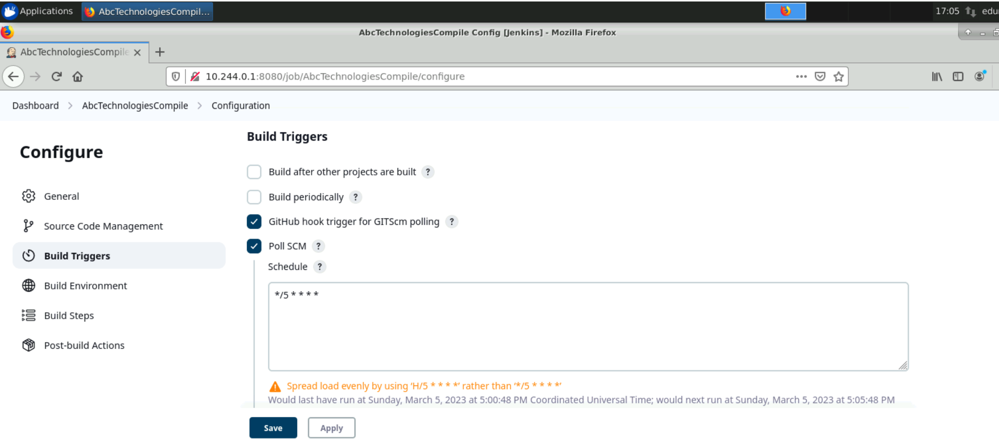 Applications AbcTechnologiesCompil... 17:05
AbcTechnologiesCompile Config [Jenkins] - Mozilla Firefox
AbcTechnologiesCompile
10.244.0.1:8080/job/AbcTechnologiesCompile/configure
Dashboard > AbcTechnologiesCompile > Configuration
Configure
General
Source Code Management
Build Triggers
Build Environment
Build Steps
Post-build Actions
Build Triggers
Build after other projects are built ?
Build periodically ?
GitHub hook trigger for GITScm polling ?
Poll SCM ?
Schedule ?
*/5 * * * *
Spread load evenly by using ‘H/5 * * * *’ rather than ‘*/5 * * * *’
Would last have run at Sunday, March 5, 2023 at 5:00:48 PM Coordinated Universal Time; would next run at Sunday, March 5, 2023 at 5:05:48 PM
Save Apply